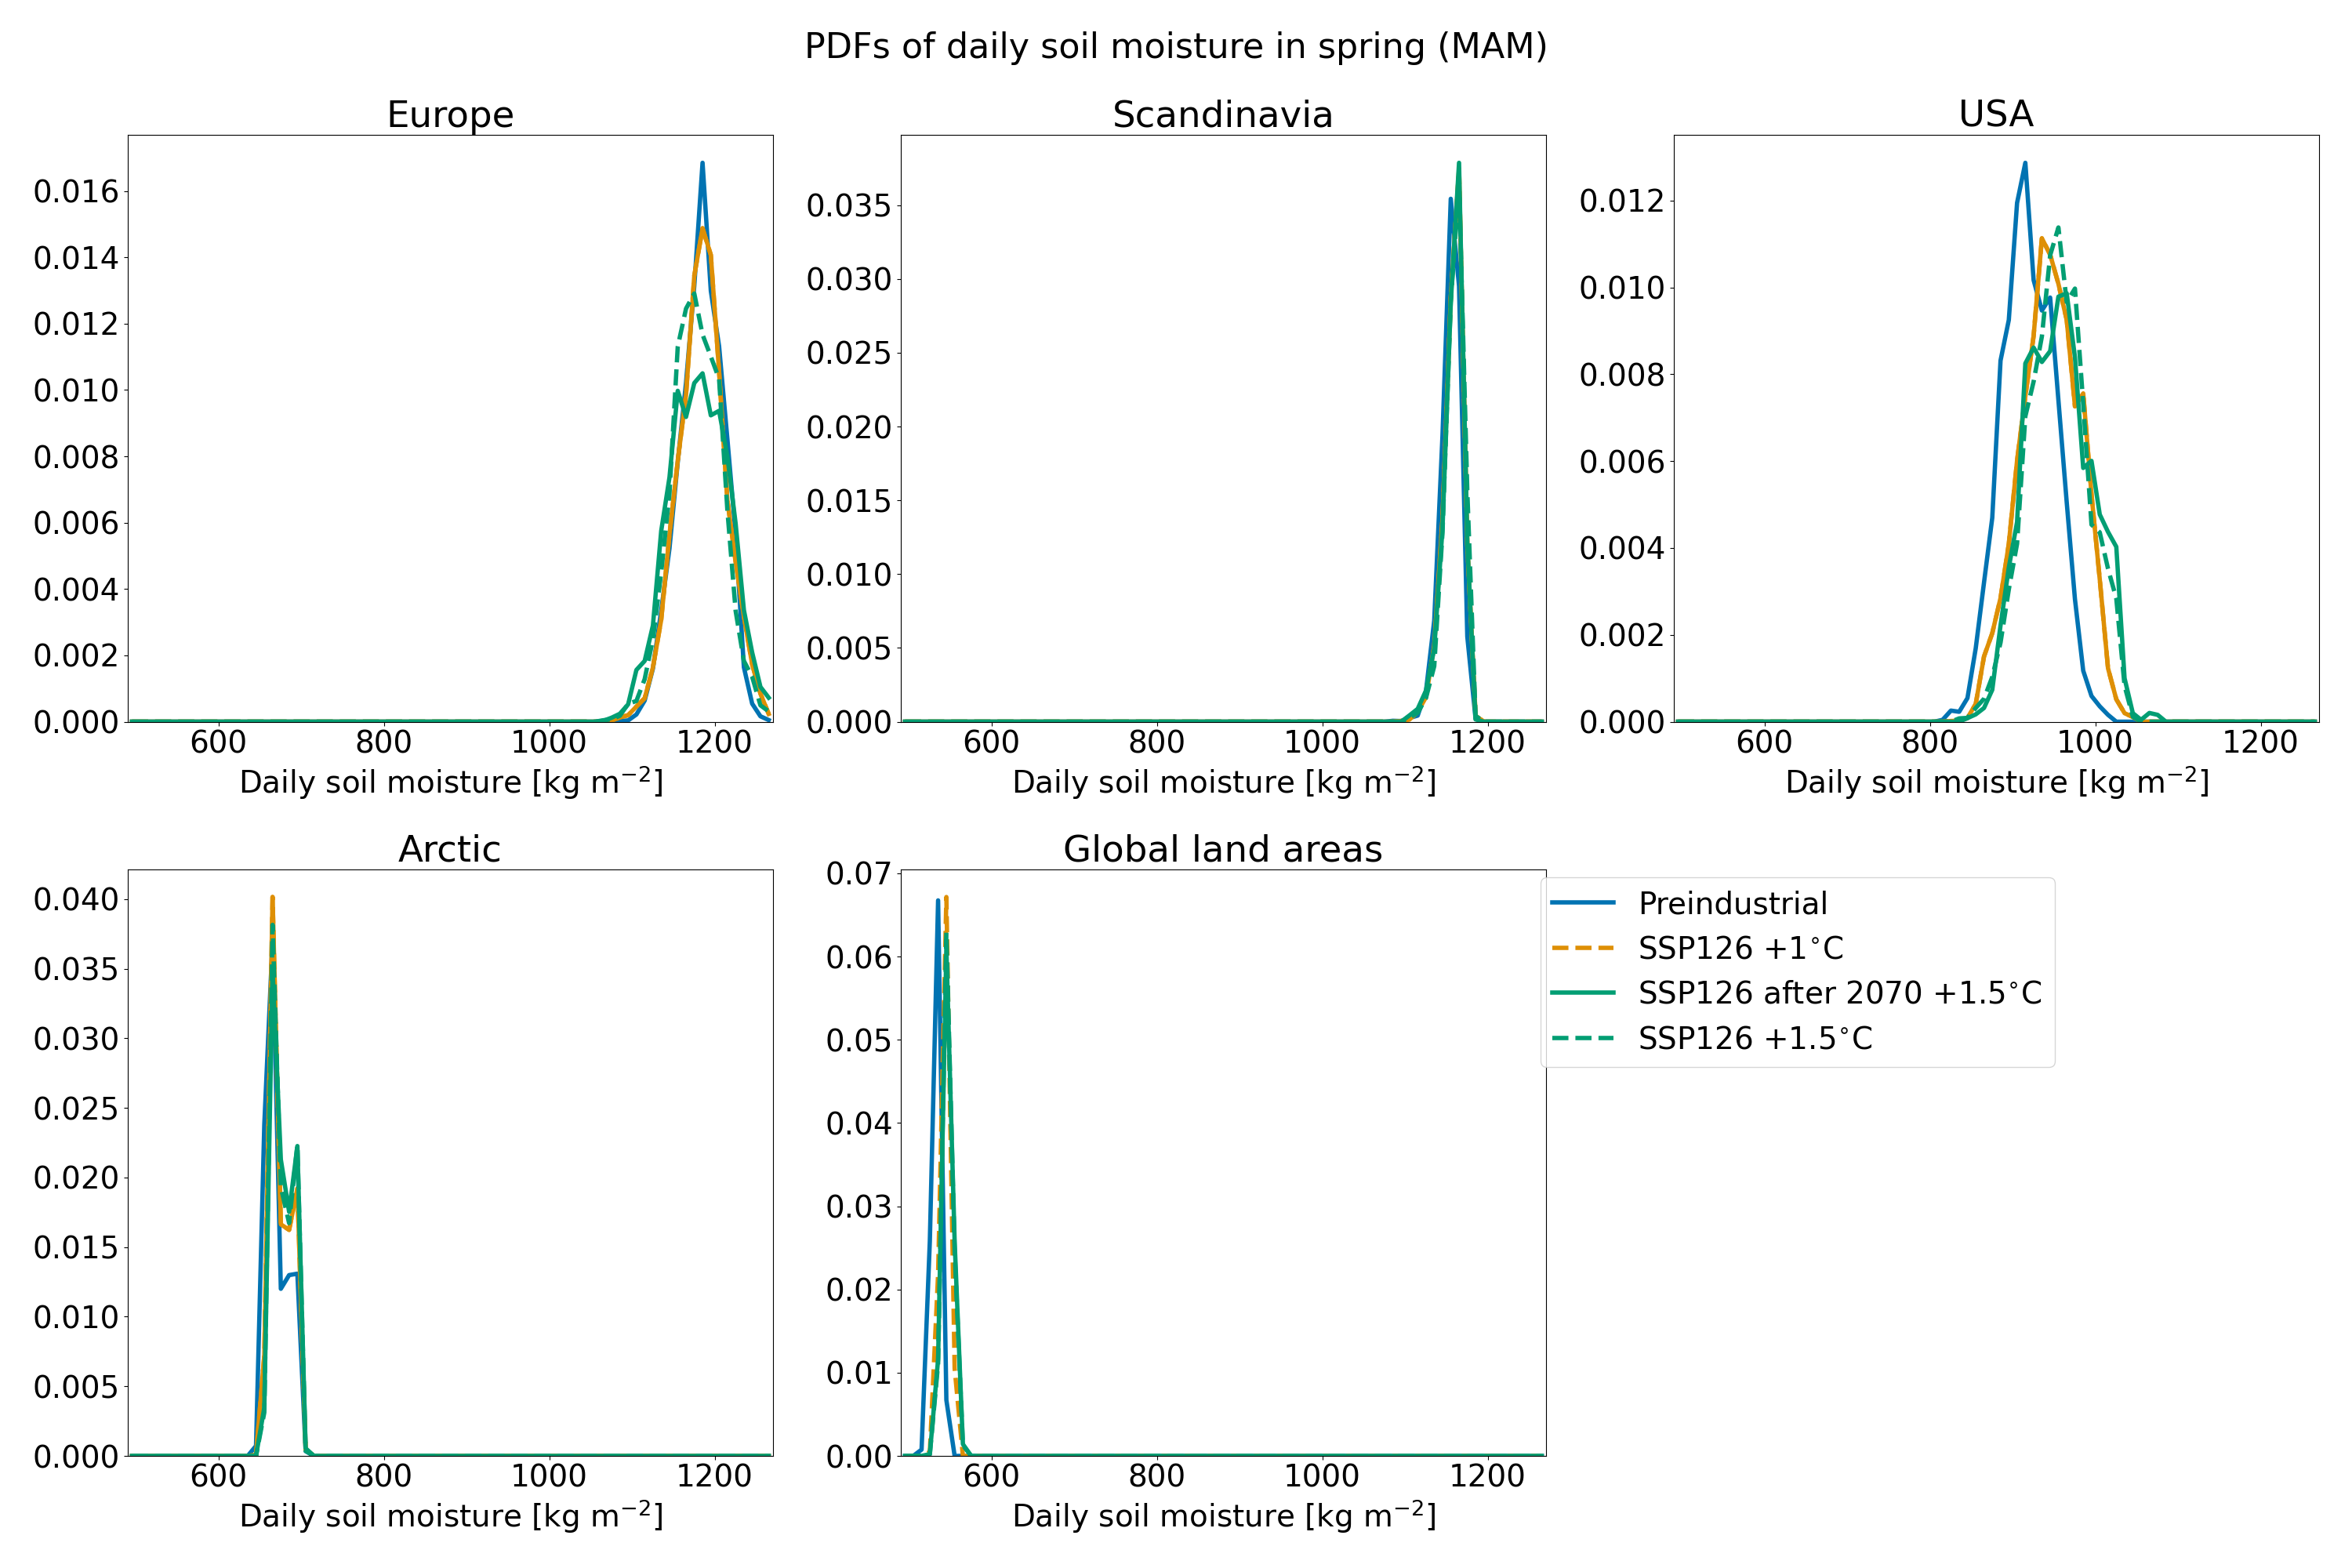 PDFs of daily soil moisture in spring (MAM)
Europe
0.016
0.014
0.012
0.010
0.008
0.006
0.004
0.002
0.000
600 800 1000 1200
Daily soil moisture [kg m⁻²]
Scandinavia
0.035
0.030
0.025
0.020
0.015
0.010
0.005
0.000
600 800 1000 1200
Daily soil moisture [kg m⁻²]
USA
0.012
0.010
0.008
0.006
0.004
0.002
0.000
600 800 1000 1200
Daily soil moisture [kg m⁻²]
Arctic
0.040
0.035
0.030
0.025
0.020
0.015
0.010
0.005
0.000
600 800 1000 1200
Daily soil moisture [kg m⁻²]
Global land areas
0.07
0.06
0.05
0.04
0.03
0.02
0.01
0.00
600 800 1000 1200
Daily soil moisture [kg m⁻²]
Preindustrial
SSP126 +1°C
SSP126 after 2070 +1.5°C
SSP126 +1.5°C